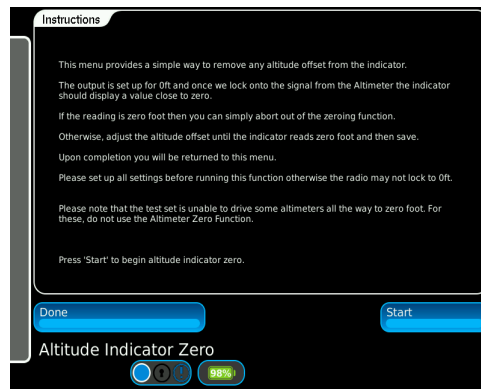 Instructions
This menu provides a simple way to remove any altitude offset from the indicator.
The output is set up for 0ft and once we lock onto the signal from the Altimeter the indicator
should display a value close to zero.
If the reading is zero foot then you can simply abort out of the zeroing function.
Otherwise, adjust the altitude offset until the indicator reads zero foot and then save.
Upon completion you will be returned to this menu.
Please set up all settings before running this function otherwise the radio may not lock to 0ft.
Please note that the test set is unable to drive some altimeters all the way to zero foot. For
these, do not use the Altimeter Zero Function.
Press 'Start' to begin altitude indicator zero.
Done
Start
Altitude Indicator Zero
98%